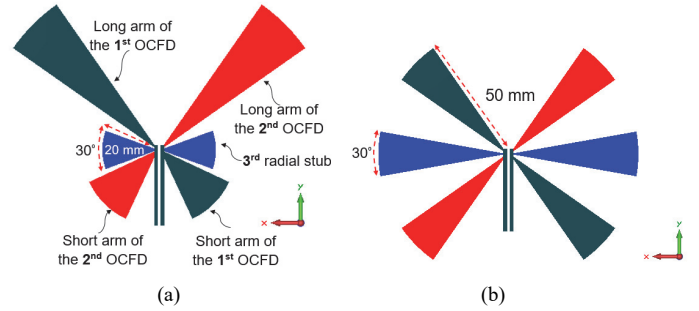 Long arm of
the 1st OCFD
Long arm of
the 2nd OCFD
30°
20 mm
3rd radial stub
Short arm of
the 2nd OCFD
Short arm of
the 1st OCFD
y
x
(a)
50 mm
30°
y
x
(b)